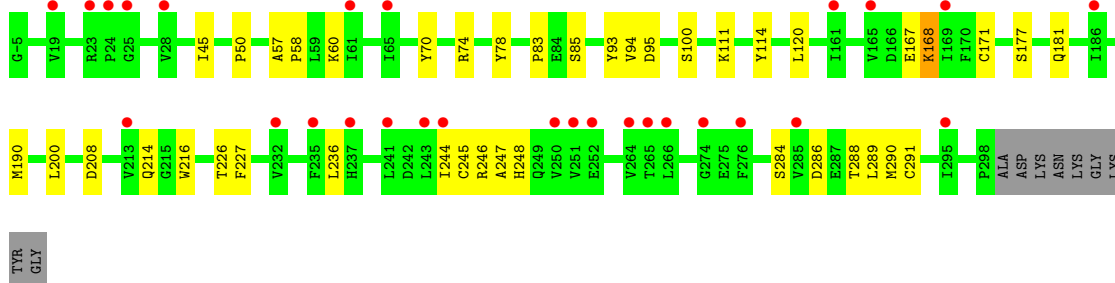 G-5 V19 R23 P24 G25 V28 I45 P50 A57 P58 L59 K60 I61 I65 Y70 R74 Y78 P83 E84 S85 Y93 V94 D95 S100 K111 Y114 L120 I161 V165 D166 E167 K168 I169 F170 C171 S177 Q181 I186
M190 L200 D208 V213 Q214 G215 W216 T226 F227 V232 F235 L236 H237 L241 D242 L243 I244 C245 R246 A247 H248 Q249 V250 V251 E252 V264 T265 L266 G274 E275 F276 S284 V285 D286 E287 T288 L289 M290 C291 I295 P298 ALA ASP LYS ASN LYS GLY LYS
TYR GLY